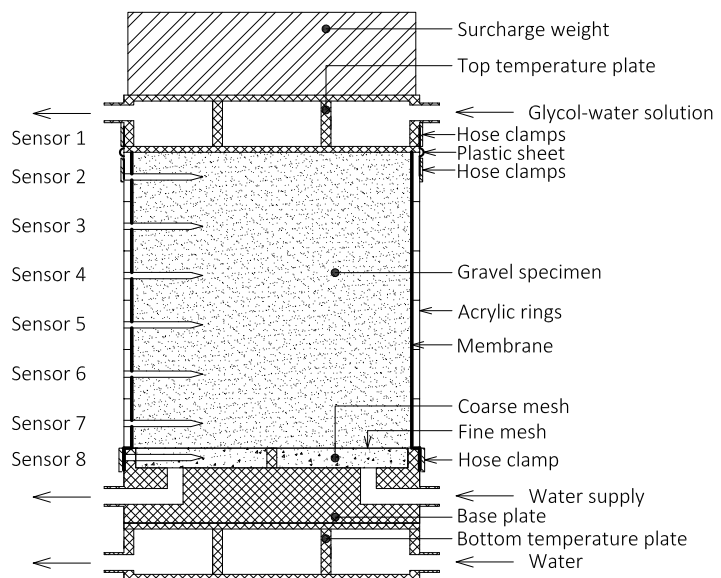 Surcharge weight
Top temperature plate
Glycol-water solution
Sensor 1
Hose clamps
Plastic sheet
Hose clamps
Sensor 2
Sensor 3
Sensor 4
Gravel specimen
Sensor 5
Acrylic rings
Membrane
Sensor 6
Coarse mesh
Sensor 7
Fine mesh
Sensor 8
Hose clamp
Water supply
Base plate
Bottom temperature plate
Water